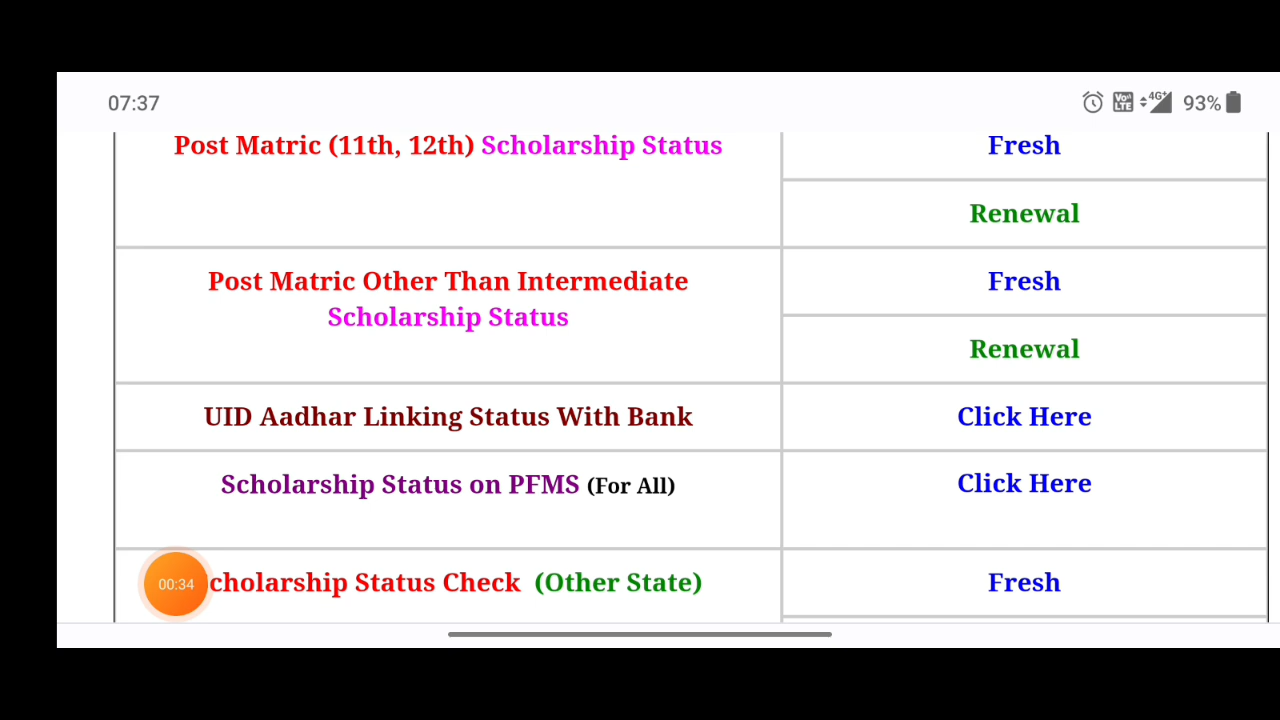 07:37
VoLTE 4G+ 93%
Post Matric (11th, 12th) Scholarship Status
Fresh
Renewal
Post Matric Other Than Intermediate
Scholarship Status
Fresh
Renewal
UID Aadhar Linking Status With Bank
Click Here
Scholarship Status on PFMS (For All)
Click Here
cholarship Status Check (Other State)
Fresh
00:34